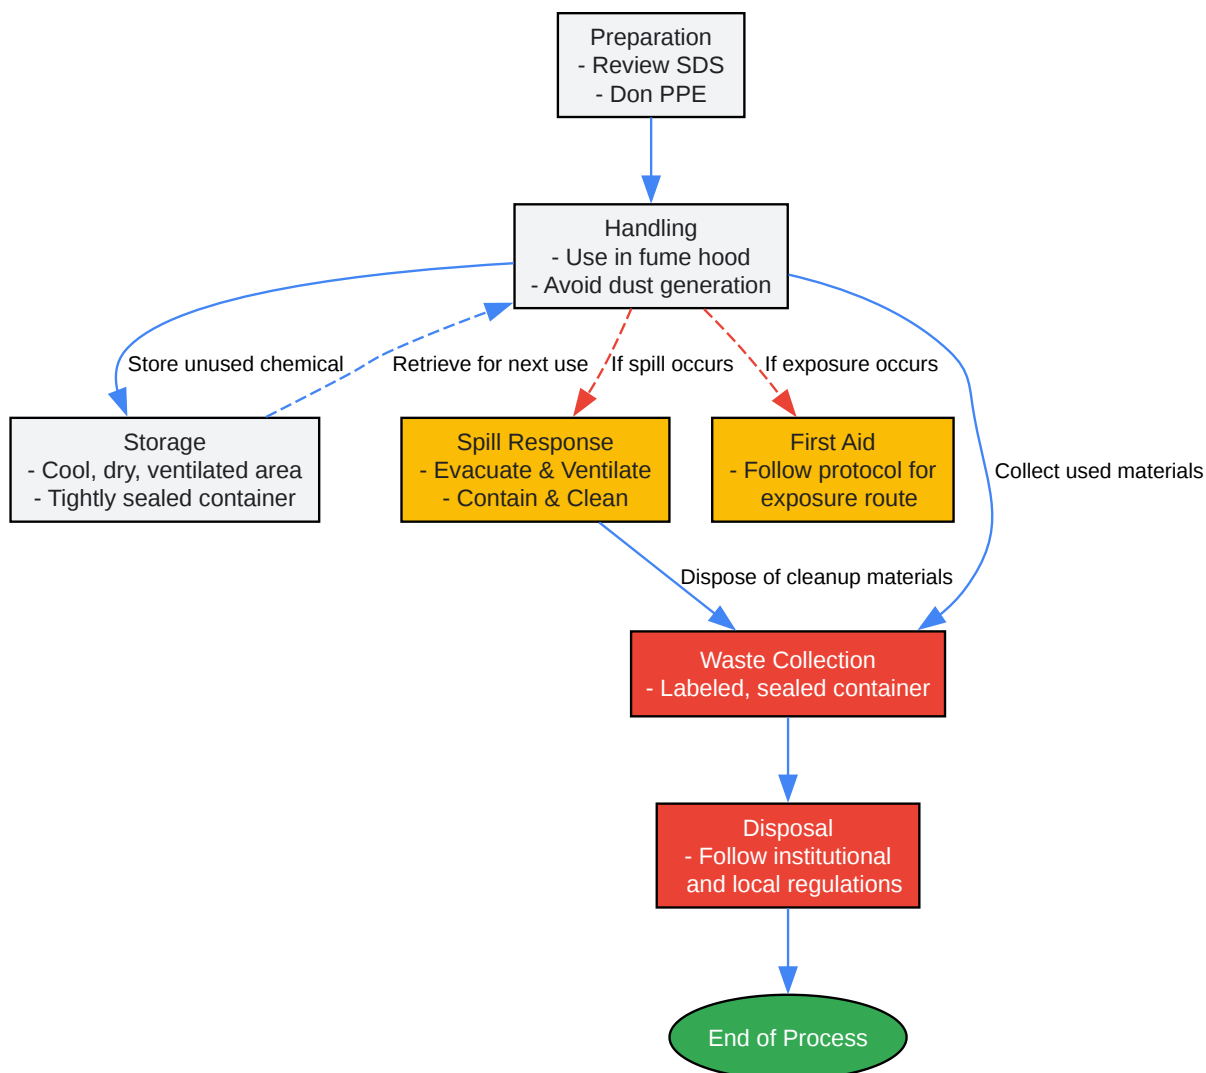 Preparation
- Review SDS
- Don PPE
Handling
- Use in fume hood
- Avoid dust generation
Store unused chemical
Retrieve for next use
If spill occurs
If exposure occurs
Storage
- Cool, dry, ventilated area
- Tightly sealed container
Spill Response
- Evacuate & Ventilate
- Contain & Clean
First Aid
- Follow protocol for
exposure route
Collect used materials
Dispose of cleanup materials
Waste Collection
- Labeled, sealed container
Disposal
- Follow institutional
and local regulations
End of Process